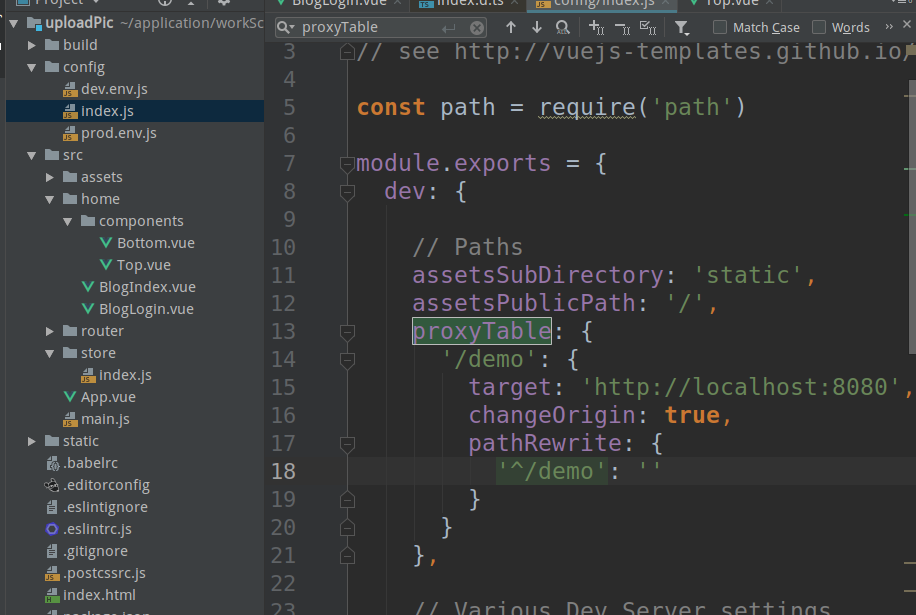 Project
BlogLogin.vue
index.d.ts
config/index.js
Top.vue
uploadPic ~/application/workSc
build
config
dev.env.js
index.js
prod.env.js
src
assets
home
components
Bottom.vue
Top.vue
BlogIndex.vue
BlogLogin.vue
router
store
index.js
App.vue
main.js
static
.babelrc
.editorconfig
.eslintignore
.eslintrc.js
.gitignore
.postcssrc.js
index.html
package.json
proxyTable
Match Case
Words
3 // see http://vuejs-templates.github.io/
4
5 const path = require('path')
6
7 module.exports = {
8 dev: {
9
10 // Paths
11 assetsSubDirectory: 'static',
12 assetsPublicPath: '/',
13 proxyTable: {
14 '/demo': {
15 target: 'http://localhost:8080',
16 changeOrigin: true,
17 pathRewrite: {
18 '^/demo': ''
19 }
20 }
21 },
22
23 // Various Dev Server settings